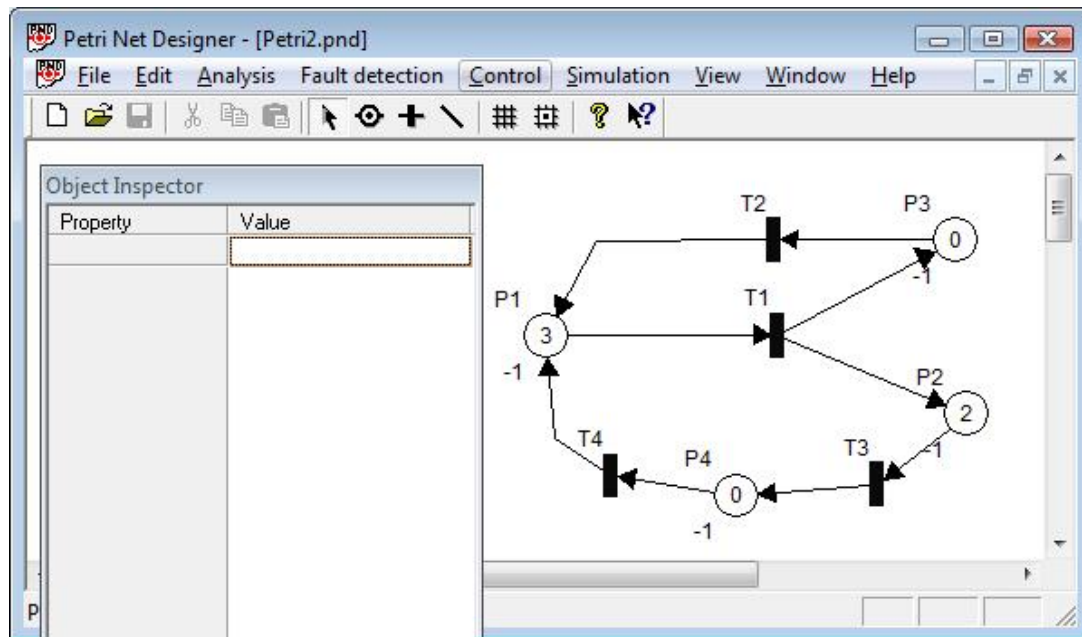 Petri Net Designer - [Petri2.pnd]
File Edit Analysis Fault detection Control Simulation View Window Help
Object Inspector
Property Value
T2 P3
0
-1
P1 T1
3
-1
P2
2
-1
T4 P4 T3
0
-1